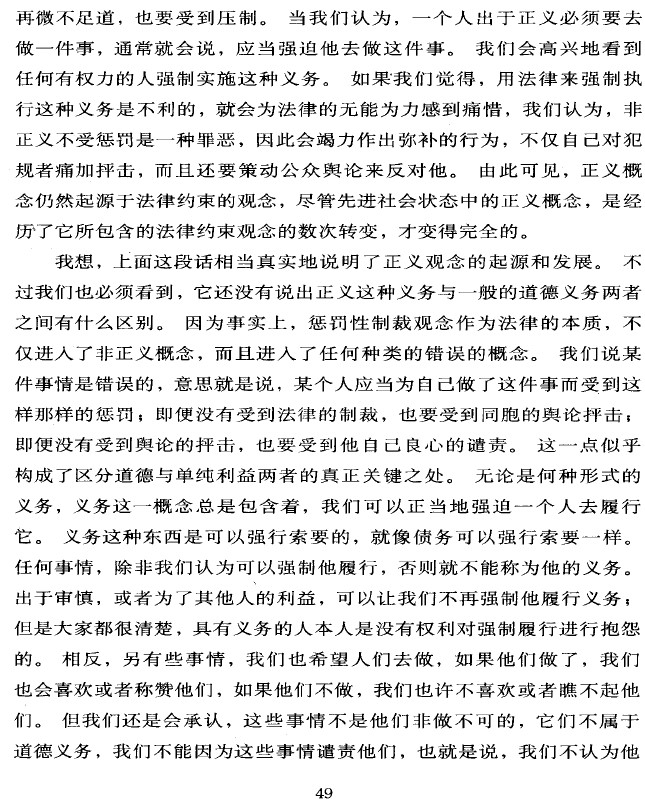 再微不足道，也要受到压制。 当我们认为，一个人出于正义必须要去
做一件事，通常就会说，应当强迫他去做这件事。 我们会高兴地看到
任何有权力的人强制实施这种义务。 如果我们觉得，用法律来强制执
行这种义务是不利的，就会为法律的无能为力感到痛惜，我们认为，非
正义不受惩罚是一种罪恶，因此会竭力作出弥补的行为，不仅自己对犯
规者痛加抨击，而且还要策动公众舆论来反对他。 由此可见，正义概
念仍然起源于法律约束的观念，尽管先进社会状态中的正义概念，是经
历了它所包含的法律约束观念的数次转变，才变得完全的。
我想，上面这段话相当真实地说明了正义观念的起源和发展。 不
过我们也必须看到，它还没有说出正义这种义务与一般的道德义务两者
之间有什么区别。 因为事实上，惩罚性制裁观念作为法律的本质，不
仅进入了非正义概念，而且进入了任何种类的错误的概念。 我们说某
件事情是错误的，意思就是说，某个人应当为自己做了这件事而受到这
样那样的惩罚；即便没有受到法律的制裁，也要受到同胞的舆论抨击；
即便没有受到舆论的抨击，也要受到他自己良心的谴责。 这一点似乎
构成了区分道德与单纯利益两者的真正关键之处。 无论是何种形式的
义务，义务这一概念总是包含着，我们可以正当地强迫一个人去履行
它。 义务这种东西是可以强行索要的，就像债务可以强行索要一样。
任何事情，除非我们认为可以强制他履行，否则就不能称为他的义务。
出于审慎，或者为了其他人的利益，可以让我们不再强制他履行义务；
但是大家都很清楚，具有义务的人本人是没有权利对强制履行进行抱怨
的。 相反，另有些事情，我们也希望人们去做，如果他们做了，我们
也会喜欢或者称赞他们，如果他们不做，我们也许不喜欢或者瞧不起他
们。 但我们还是会承认，这些事情不是他们非做不可的，它们不属于
道德义务，我们不能因为这些事情谴责他们，也就是说，我们不认为他
49